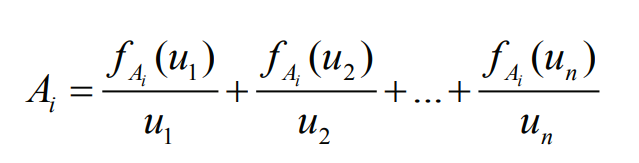 A_i = f_{A_i}(u_1)/u_1 + f_{A_i}(u_2)/u_2 + ... + f_{A_i}(u_n)/u_n